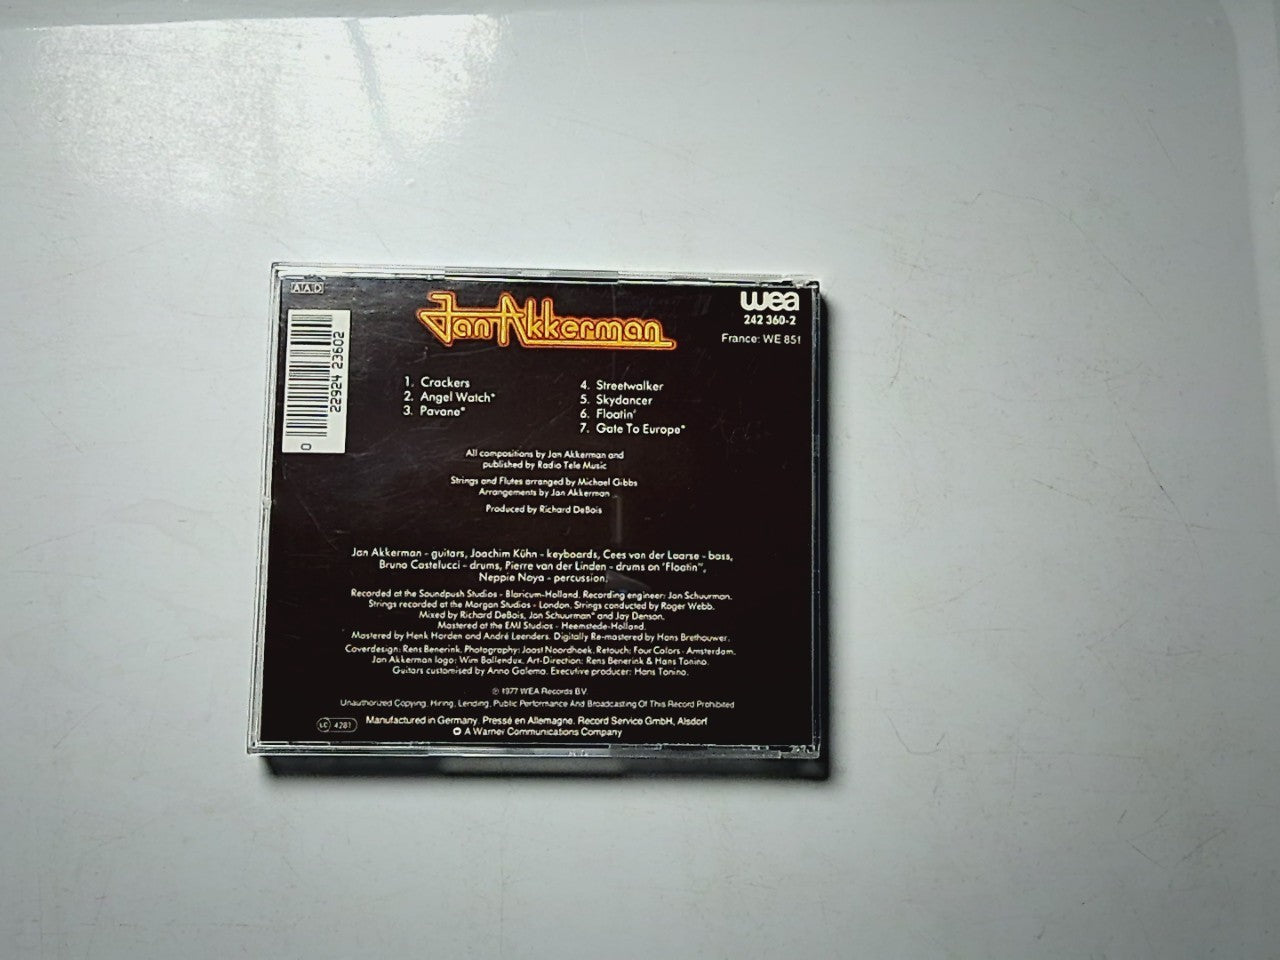 AAD
Jan Akkerman
wea
242 360-2
France: WE 851
22924 23602
0
1. Crackers
2. Angel Watch*
3. Pavane*
4. Streetwalker
5. Skydancer
6. Floatin'
7. Gate To Europe*
All compositions by Jan Akkerman and
published by Radio Tele Music
Strings and Flutes arranged by Michael Gibbs
Arrangements by Jan Akkerman
Produced by Richard DeBois
Jan Akkerman - guitars, Joachim Kühn - keyboards, Cees van der Laarse - bass,
Bruno Castelucci - drums, Pierre van der Linden - drums on 'Floatin'',
Neppie Noya - percussion.
Recorded at the Soundpush Studios - Blaricum-Holland. Recording engineer: Jan Schuurman.
Strings recorded at the Morgan Studios - London. Strings conducted by Roger Webb.
Mixed by Richard DeBois, Jan Schuurman* and Jay Denson.
Mastered at the EMI Studios - Heemstede-Holland.
Mastered by Henk Horden and André Leenders. Digitally Re-mastered by Hans Brethouwer.
Coverdesign: Rens Benerink. Photography: Joost Noordhoek. Retouch: Four Colors - Amsterdam.
Jan Akkerman logo: Wim Ballendux. Art-Direction: Rens Benerink & Hans Tonino.
Guitars customised by Anno Galema. Executive producer: Hans Tonino.
℗ 1977 WEA Records BV
Unauthorized Copying, Hiring, Lending, Public Performance And Broadcasting Of This Record Prohibited
LC 4281
Manufactured in Germany. Pressé en Allemagne. Record Service GmbH, Alsdorf
A Warner Communications Company